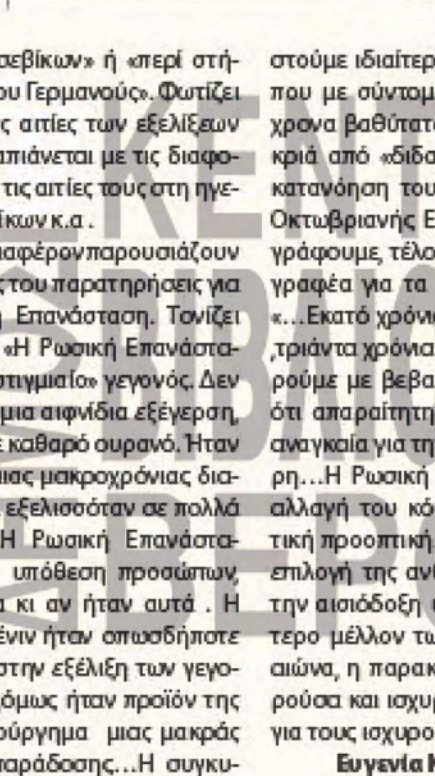 σεβίκων» ή «περί στή-
ου Γερμανούς». Φωτίζει
ς αιτίες των εξελίξεων
απιάνεται με τις διαφο-
τις αιτίες τους στη ηγε-
ίκων κ.α .
ιαφέρον παρουσιάζουν
ς του παρατηρήσεις για
ή Επανάσταση. Τονίζει
«Η Ρωσική Επανάστα-
στιγμιαίο» γεγονός. Δεν
μια αιφνίδια εξέγερση,
ε καθαρό ουρανό. Ήταν
μιας μακροχρόνιας δια-
εξελισσόταν σε πολλά
Η Ρωσική Επανάστα-
υπόθεση προσώπων,
α κι αν ήταν αυτά . Η
ένιν ήταν οπωσδήποτε
στην εξέλιξη των γεγο-
όμως ήταν προϊόν της
ούργημα μιας μακράς
παράδοσης…Η συγκυ-
στούμε ιδιαίτερ
που με σύντομ
χρονα βαθύτατ
κριά από «διδα
κατανόηση του
Οκτωβριανής Ε
γράφουμε, τέλο
γραφέα για τα
«…Εκατό χρόνι
,τριάντα χρόνια
ρούμε με βεβα
ότι απαραίτητη
αναγκαία για τη
ρη…Η Ρωσική
αλλαγή του κό
τική προοπτική
επιλογή της αν
την αισιόδοξη
τερο μέλλον τω
αιώνα, η παρακ
ρούσα και ισχυρ
για τους ισχυρο
Ευγενία
ΚΕΝΤ
ΒΙΒΛΙΟ
ΒΕΡΟ